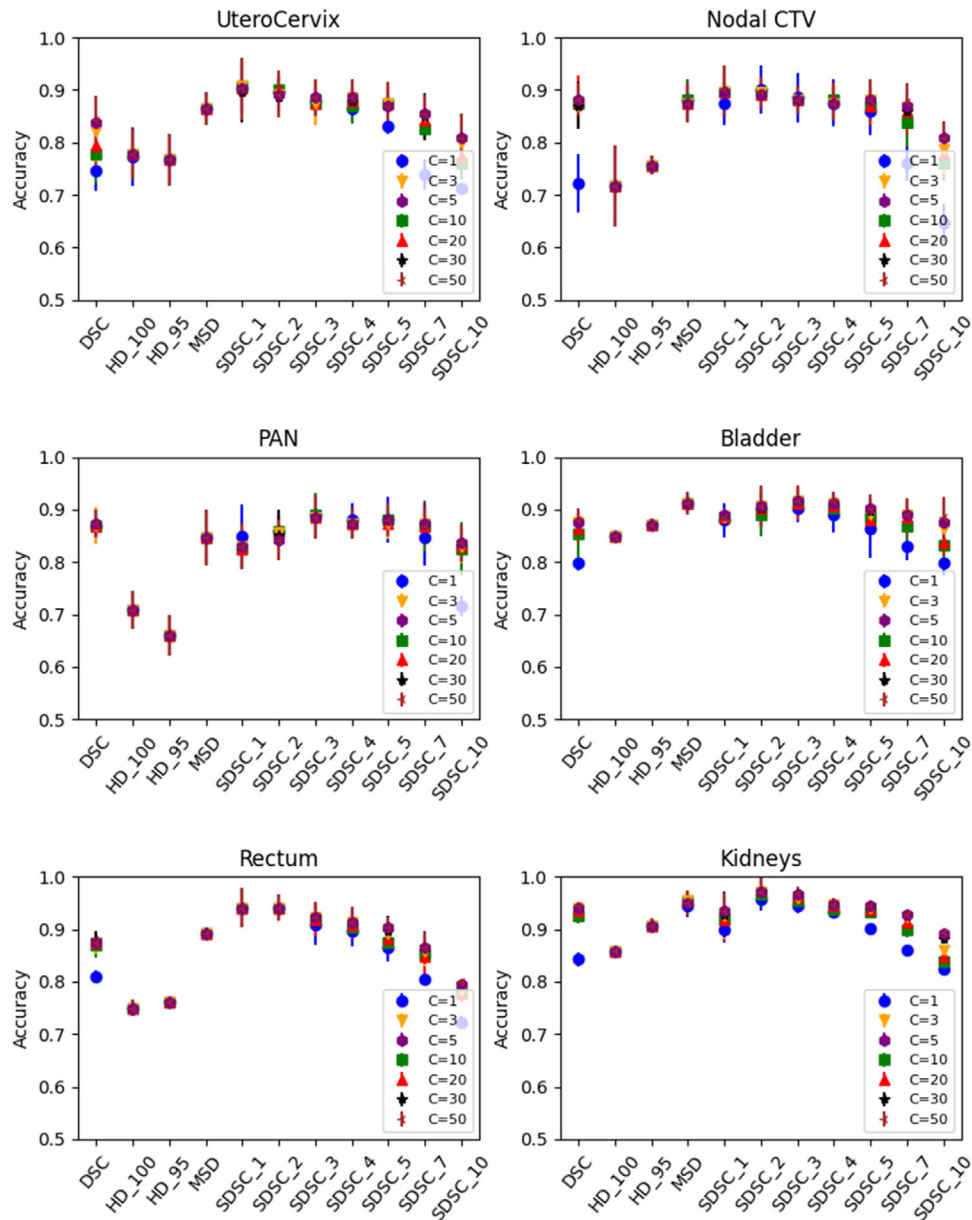 UteroCervix
Accuracy
1.0
0.9
0.8
0.7
0.6
0.5
C=1
C=3
C=5
C=10
C=20
C=30
C=50
DSC
HD_100
HD_95
MSD
SDSC_1
SDSC_2
SDSC_3
SDSC_4
SDSC_5
SDSC_7
SDSC_10
Nodal CTV
Accuracy
1.0
0.9
0.8
0.7
0.6
0.5
C=1
C=3
C=5
C=10
C=20
C=30
C=50
DSC
HD_100
HD_95
MSD
SDSC_1
SDSC_2
SDSC_3
SDSC_4
SDSC_5
SDSC_7
SDSC_10
PAN
Accuracy
1.0
0.9
0.8
0.7
0.6
0.5
C=1
C=3
C=5
C=10
C=20
C=30
C=50
DSC
HD_100
HD_95
MSD
SDSC_1
SDSC_2
SDSC_3
SDSC_4
SDSC_5
SDSC_7
SDSC_10
Bladder
Accuracy
1.0
0.9
0.8
0.7
0.6
0.5
C=1
C=3
C=5
C=10
C=20
C=30
C=50
DSC
HD_100
HD_95
MSD
SDSC_1
SDSC_2
SDSC_3
SDSC_4
SDSC_5
SDSC_7
SDSC_10
Rectum
Accuracy
1.0
0.9
0.8
0.7
0.6
0.5
C=1
C=3
C=5
C=10
C=20
C=30
C=50
DSC
HD_100
HD_95
MSD
SDSC_1
SDSC_2
SDSC_3
SDSC_4
SDSC_5
SDSC_7
SDSC_10
Kidneys
Accuracy
1.0
0.9
0.8
0.7
0.6
0.5
C=1
C=3
C=5
C=10
C=20
C=30
C=50
DSC
HD_100
HD_95
MSD
SDSC_1
SDSC_2
SDSC_3
SDSC_4
SDSC_5
SDSC_7
SDSC_10